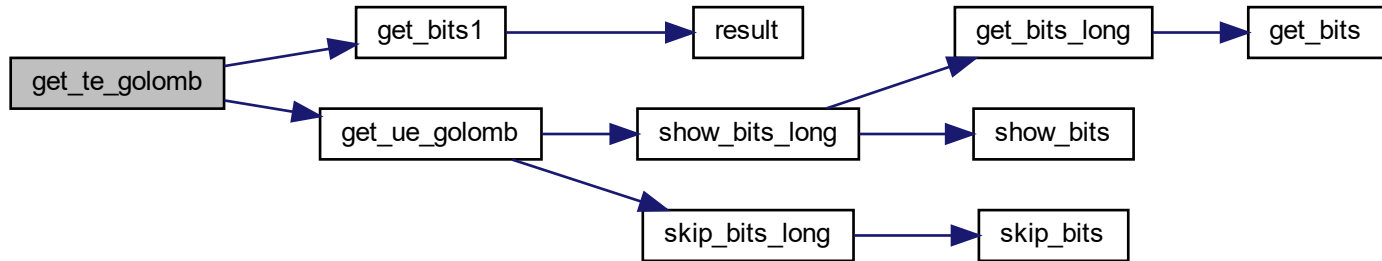 get_te_golomb
get_bits1
result
get_ue_golomb
show_bits_long
get_bits_long
get_bits
show_bits
skip_bits_long
skip_bits